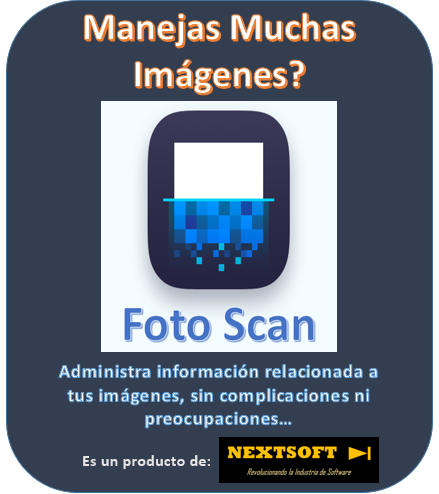 Manejas Muchas
Imágenes?
Foto Scan
Administra información relacionada a
tus imágenes, sin complicaciones ni
preocupaciones...
Es un producto de: NEXTSOFT
Revolucionando la Industria de Software